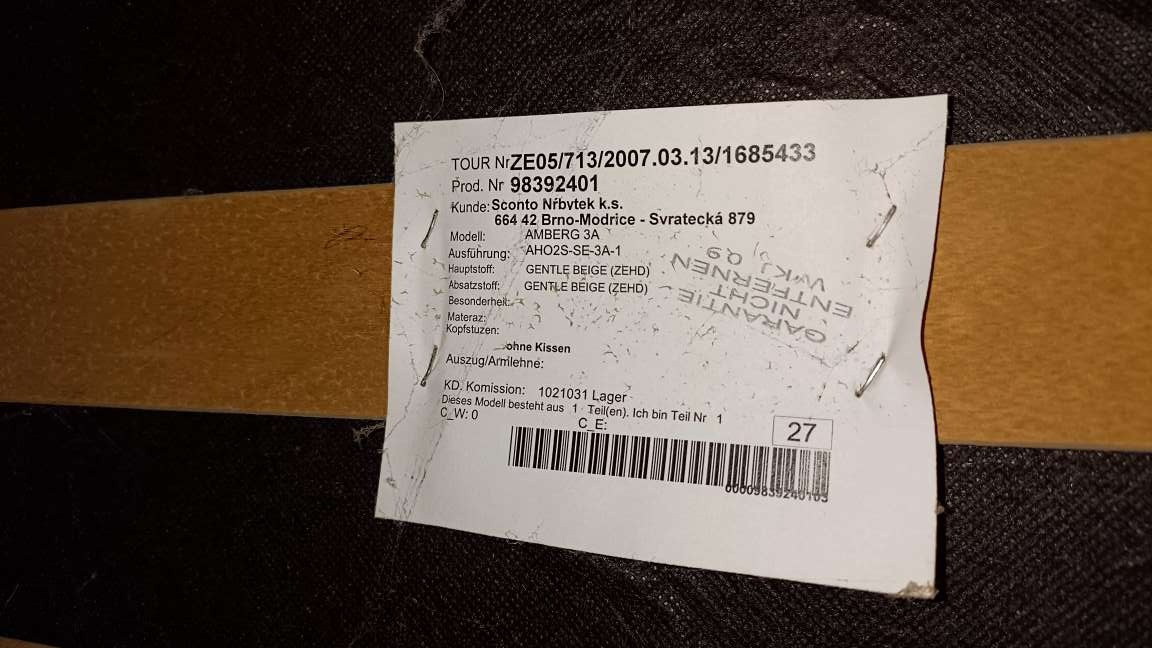 TOUR Nr ZE05/713/2007.03.13/1685433
Prod. Nr 98392401
Kunde: Sconto Nŕbytek k.s.
664 42 Brno-Modrice - Svratecká 879
Modell: AMBERG 3A
Ausführung: AHO2S-SE-3A-1
Hauptstoff: GENTLE BEIGE (ZEHD)
Absatzstoff: GENTLE BEIGE (ZEHD)
Besonderheit:
Materaz:
Kopfstuzen:
ohne Kissen
Auszug/Armlehne:
KD. Komission: 1021031 Lager
Dieses Modell besteht aus 1 Teil(en). Ich bin Teil Nr 1
C_W: 0
C_E:
27
00009839240103
GARANTIE
NICHT
ENTFERNEN